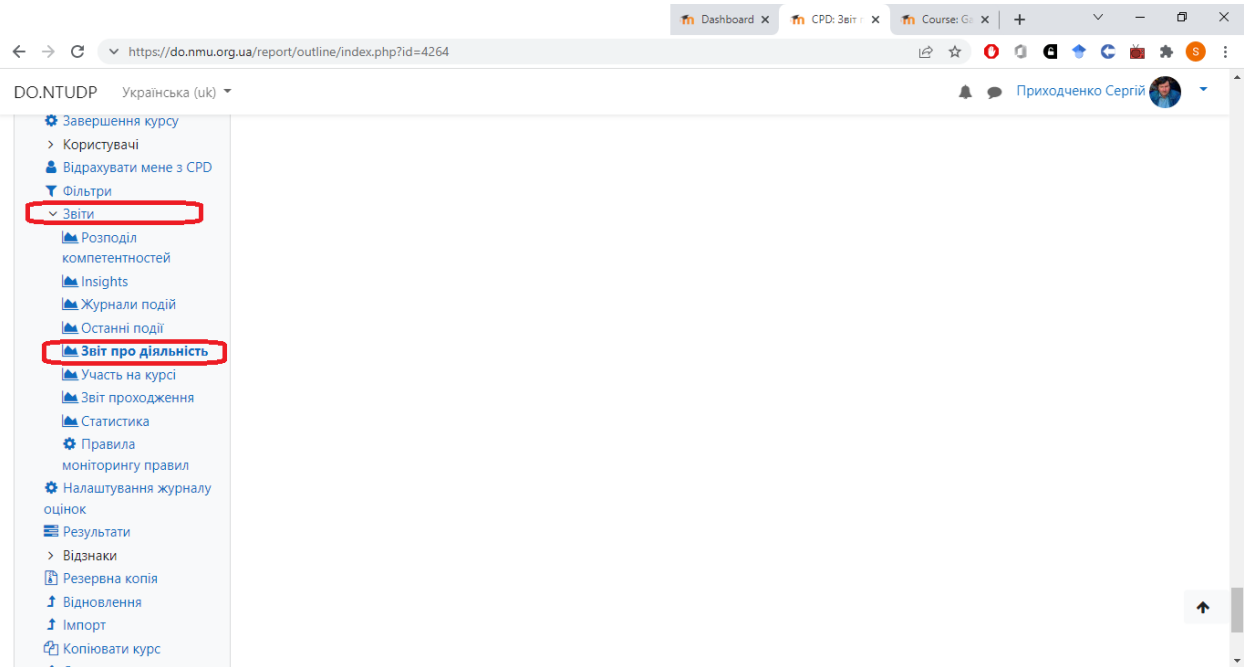 Dashboard
CPD: Звіт
Course: Ga
https://do.nmu.org.ua/report/outline/index.php?id=4264
S
DO.NTUDP Українська (uk)
Приходченко Сергій
Завершення курсу
Користувачі
Відрахувати мене з CPD
Фільтри
Звіти
Розподіл
компетентностей
Insights
Журнали подій
Останні події
Звіт про діяльність
Участь на курсі
Звіт проходження
Статистика
Правила
моніторингу правил
Налаштування журналу
оцінок
Результати
Відзнаки
Резервна копія
Відновлення
Імпорт
Копіювати курс